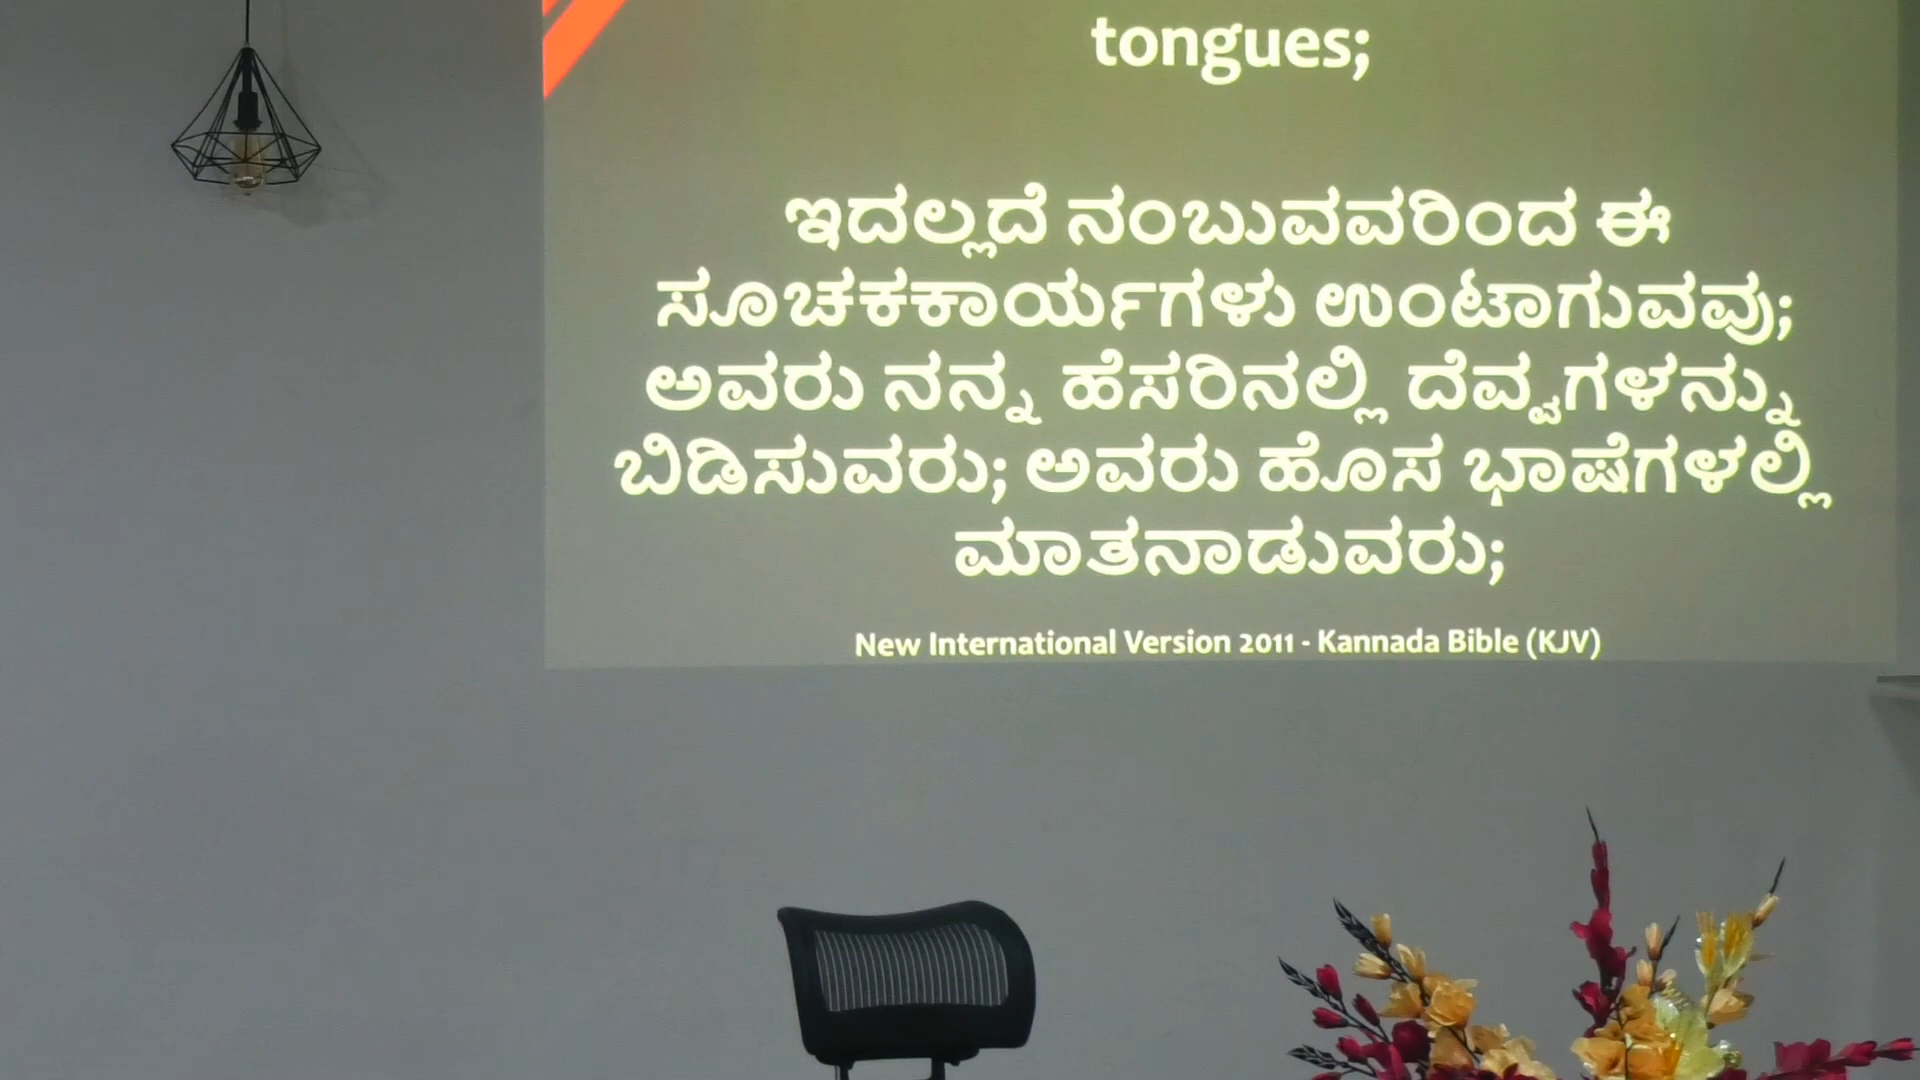 tongues;
ಇದಲ್ಲದೆ ನಂಬುವವರಿಂದ ಈ
ಸೂಚಕಕಾರ್ಯಗಳು ಉಂಟಾಗುವವು;
ಅವರು ನನ್ನ ಹೆಸರಿನಲ್ಲಿ ದೆವ್ವಗಳನ್ನು
ಬಿಡಿಸುವರು; ಅವರು ಹೊಸ ಭಾಷೆಗಳಲ್ಲಿ
ಮಾತನಾಡುವರು;
New International Version 2011 - Kannada Bible (KJV)